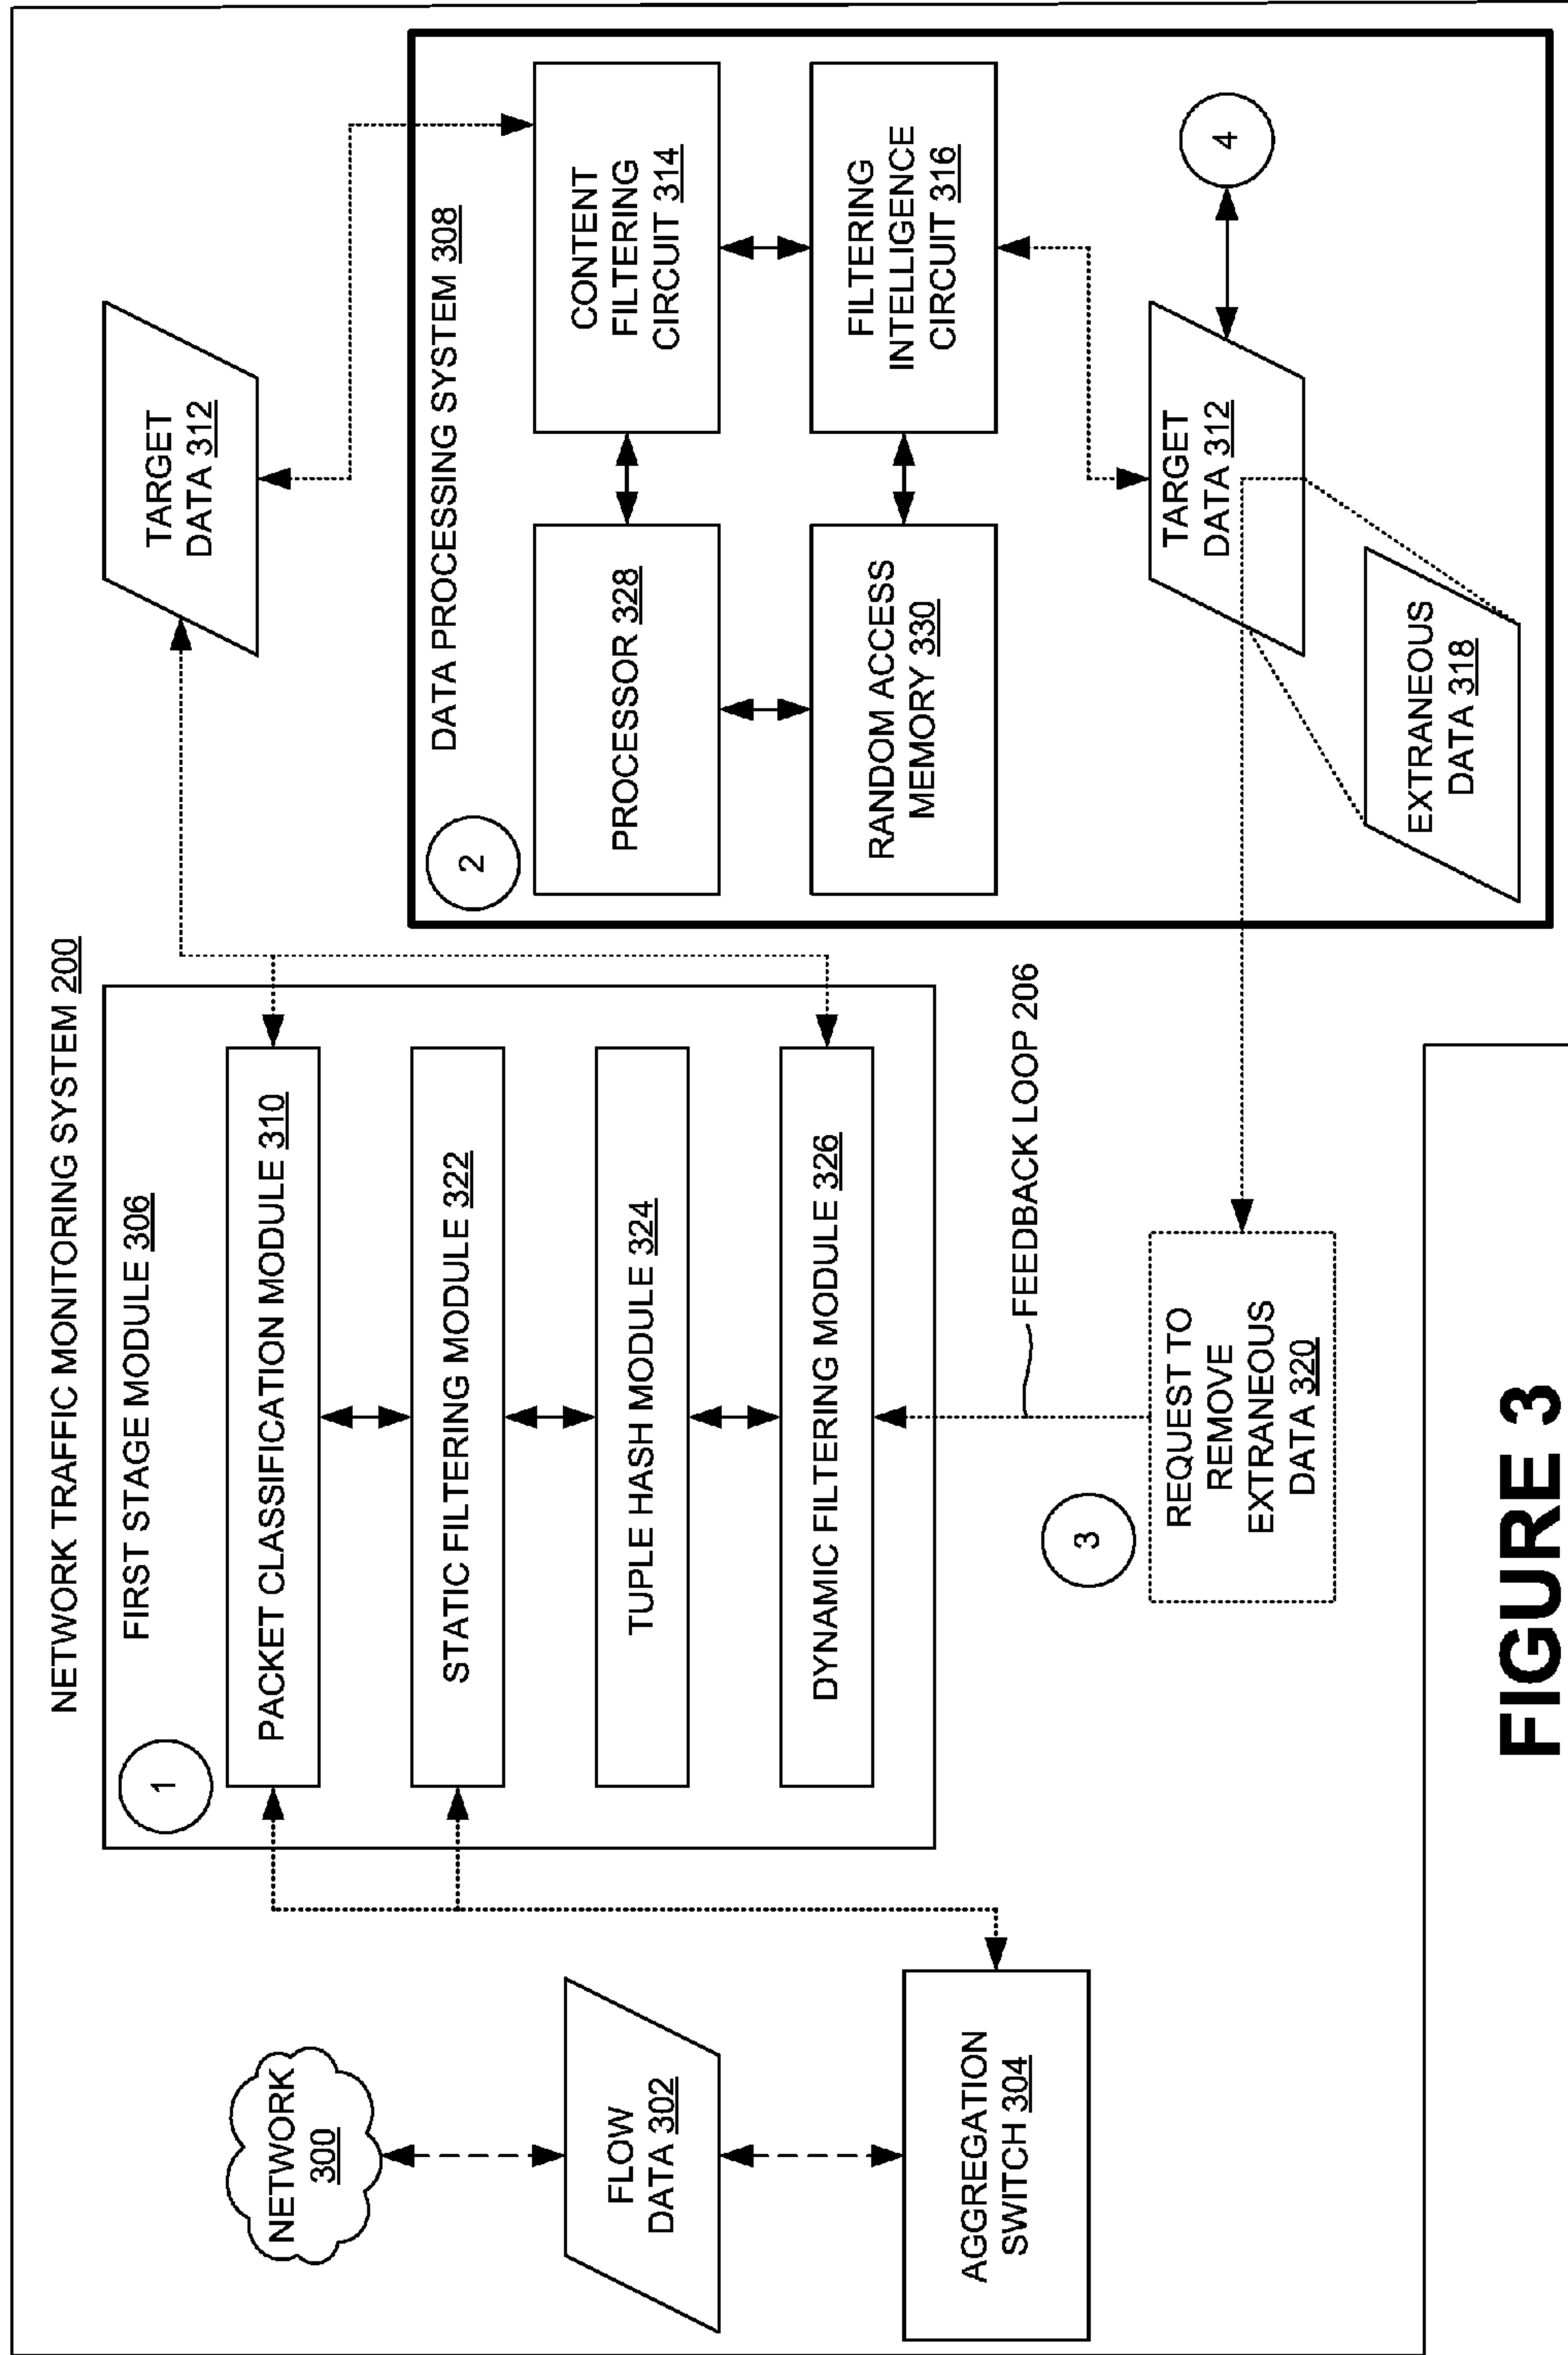 NETWORK TRAFFIC MONITORING SYSTEM 200
NETWORK
300
FLOW
DATA 302
AGGREGATION
SWITCH 304
1
FIRST STAGE MODULE 306
PACKET CLASSIFICATION MODULE 310
STATIC FILTERING MODULE 322
TUPLE HASH MODULE 324
DYNAMIC FILTERING MODULE 326
FEEDBACK LOOP 206
3
REQUEST TO
REMOVE
EXTRANEOUS
DATA 320
TARGET
DATA 312
2
DATA PROCESSING SYSTEM 308
PROCESSOR 328
CONTENT
FILTERING
CIRCUIT 314
RANDOM ACCESS
MEMORY 330
FILTERING
INTELLIGENCE
CIRCUIT 316
TARGET
DATA 312
4
EXTRANEOUS
DATA 318
FIGURE 3